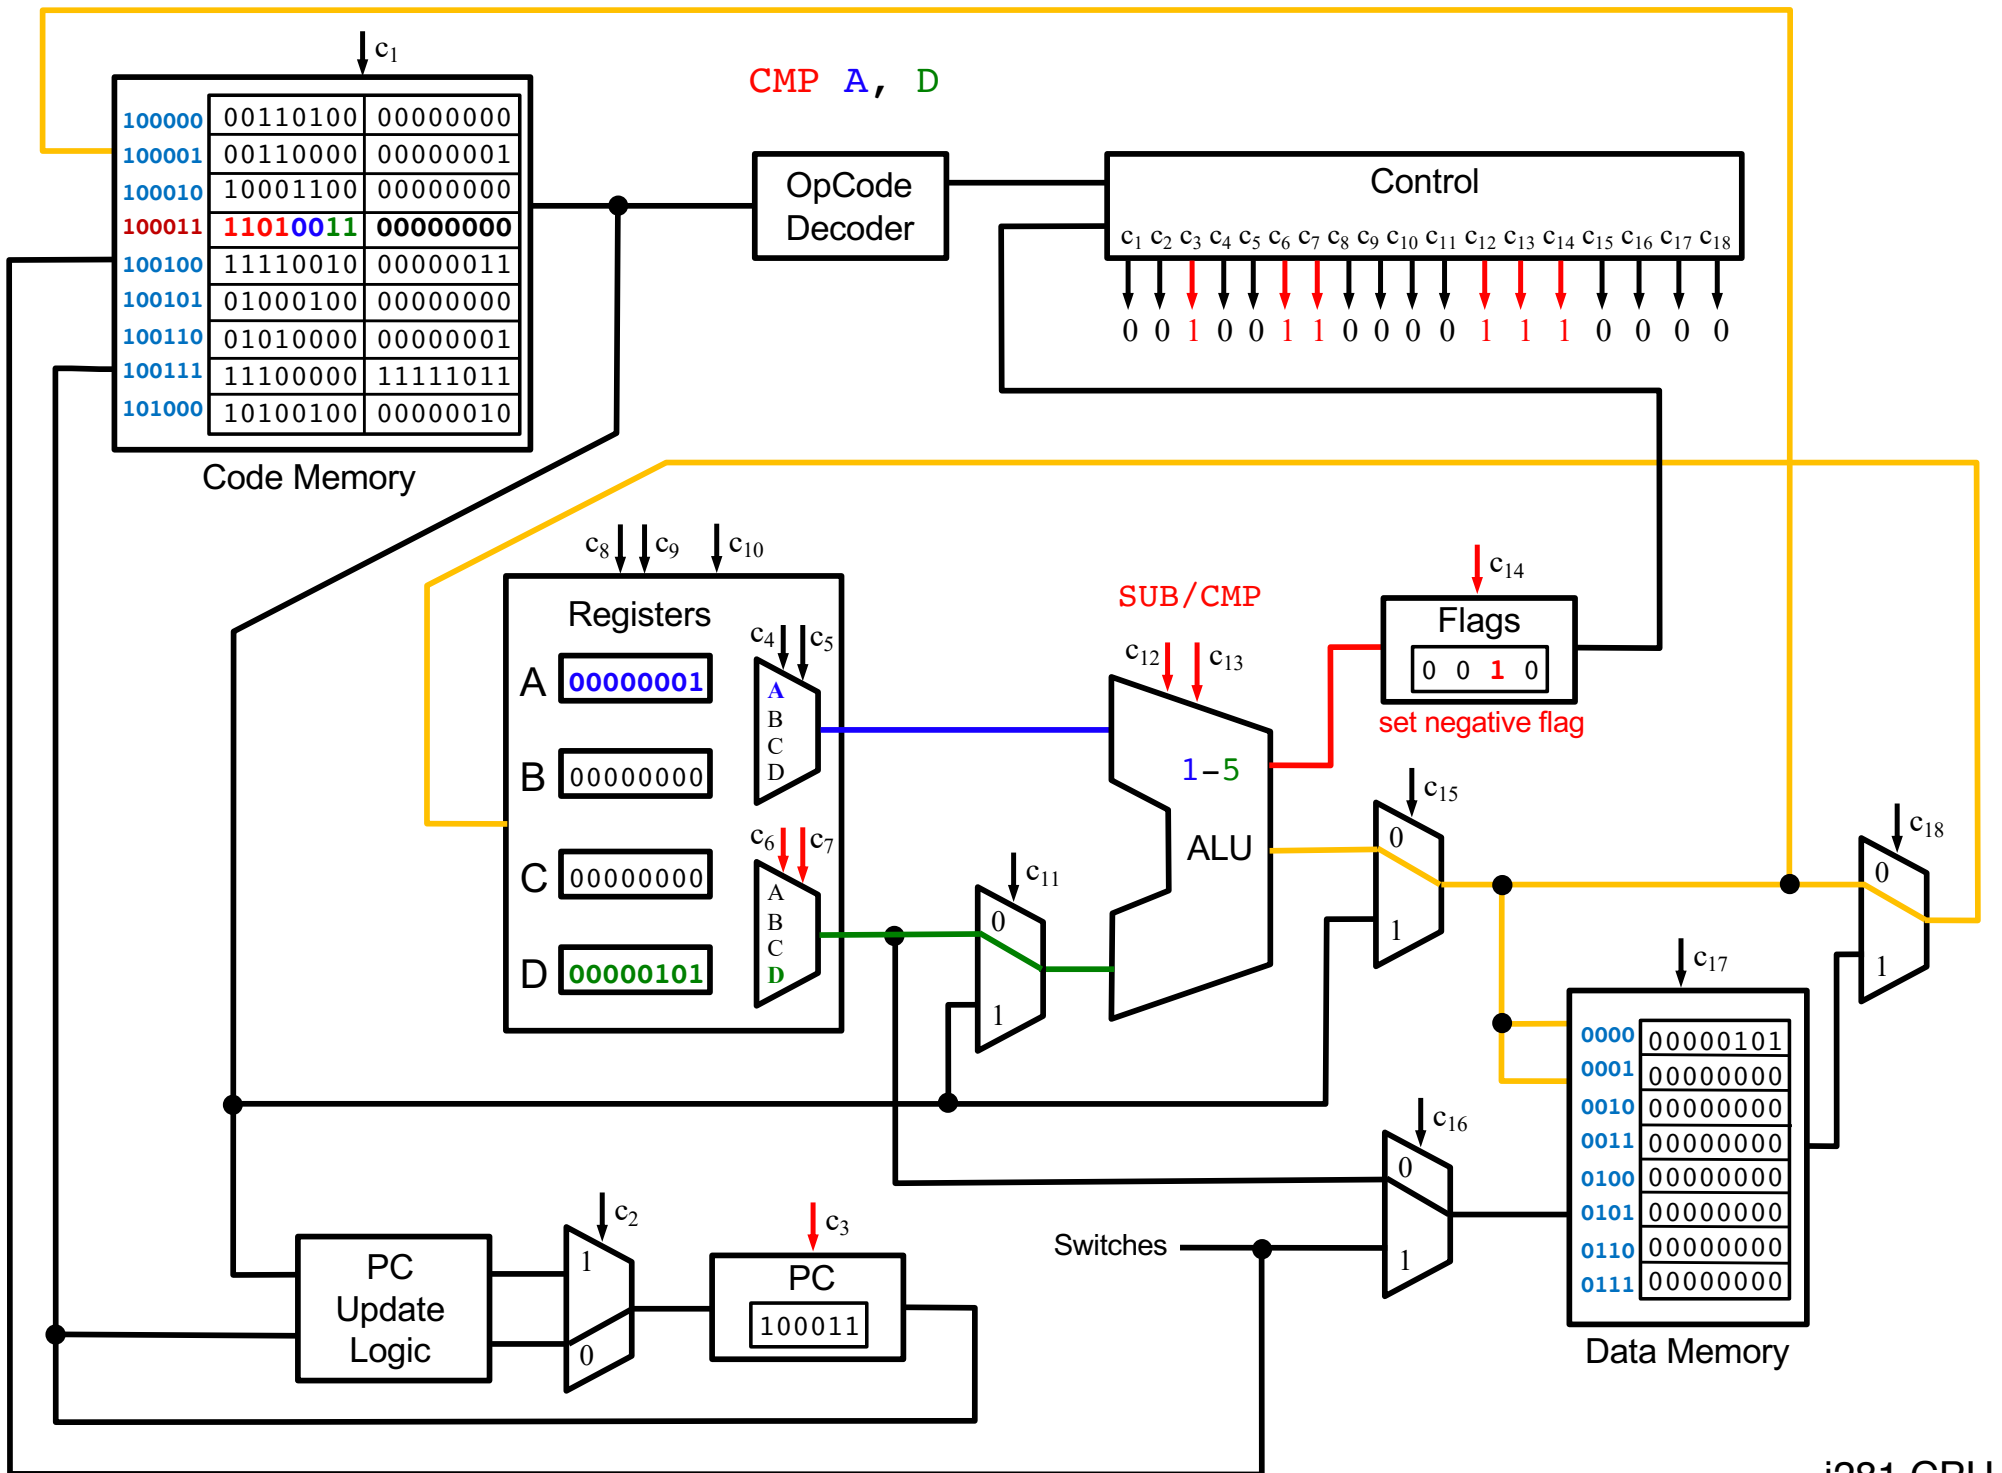 c1
CMP A, D
100000 00110100 00000000
100001 00110000 00000001
100010 10001100 00000000
100011 11010011 00000000
100100 11110010 00000011
100101 01000100 00000000
100110 01010000 00000001
100111 11100000 11111011
101000 10100100 00000010
Code Memory
OpCode
Decoder
Control
c1 c2 c3 c4 c5 c6 c7 c8 c9 c10 c11 c12 c13 c14 c15 c16 c17 c18
0 0 1 0 0 1 1 0 0 0 0 1 1 1 0 0 0 0
c8 c9 c10
Registers
A 00000001
B 00000000
C 00000000
D 00000101
c4 c5
A
B
C
D
c6 c7
A
B
C
D
c11
0
1
SUB/CMP
c12 c13
1-5
ALU
c14
Flags
0 0 1 0
set negative flag
c15
0
1
c18
0
1
c17
0000 00000101
0001 00000000
0010 00000000
0011 00000000
0100 00000000
0101 00000000
0110 00000000
0111 00000000
Data Memory
c16
0
1
Switches
PC
Update
Logic
c2
1
0
c3
PC
100011